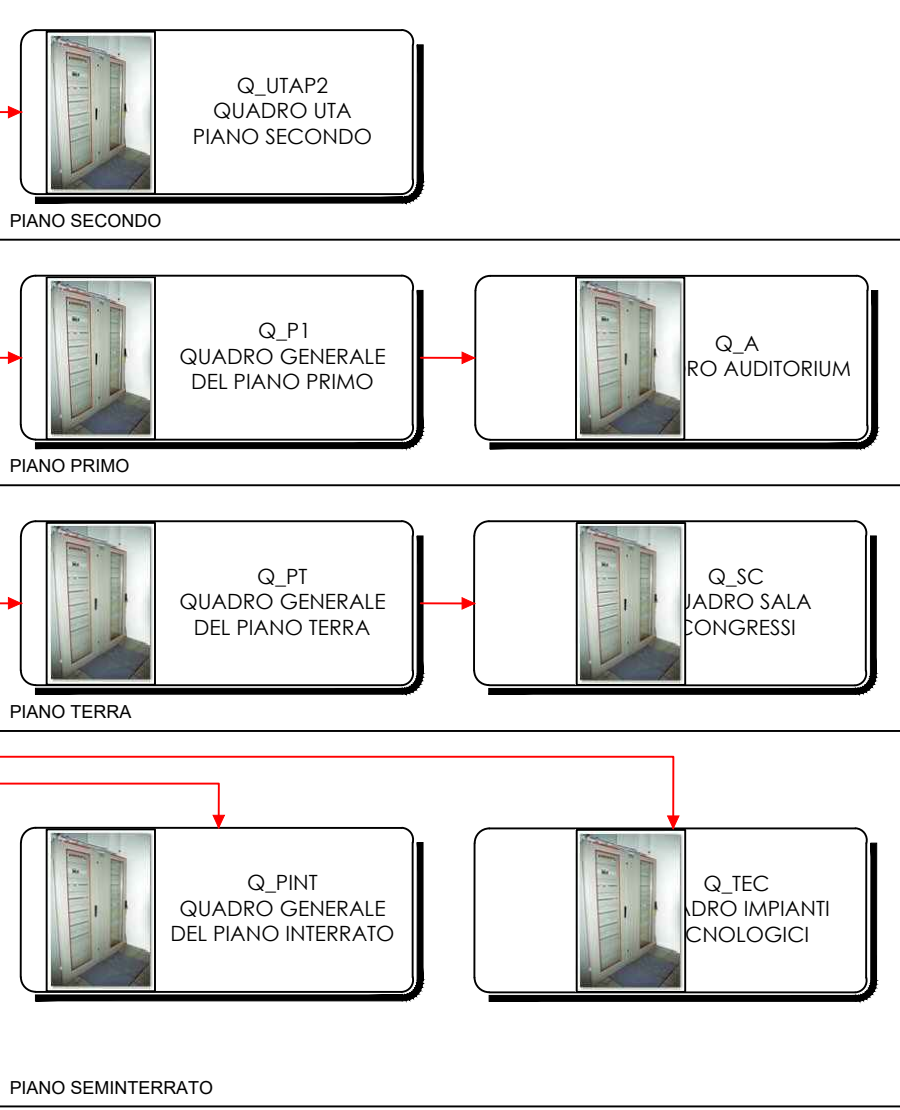 Q_UTAP2
QUADRO UTA
PIANO SECONDO
PIANO SECONDO
Q_P1
QUADRO GENERALE
DEL PIANO PRIMO
Q_A
RO AUDITORIUM
PIANO PRIMO
Q_PT
QUADRO GENERALE
DEL PIANO TERRA
Q_SC
UADRO SALA
CONGRESSI
PIANO TERRA
Q_PINT
QUADRO GENERALE
DEL PIANO INTERRATO
Q_TEC
ADRO IMPIANTI
CNOLOGICI
PIANO SEMINTERRATO